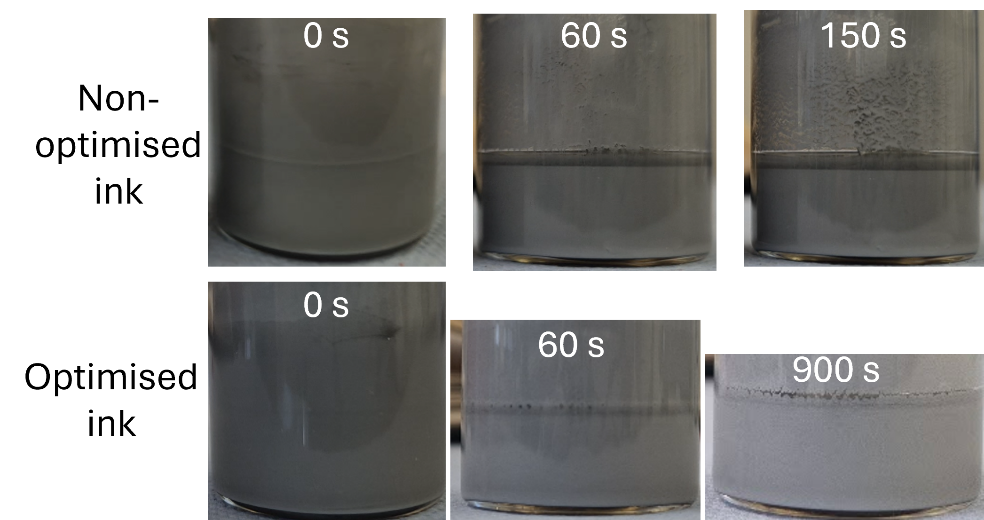 0 s
60 s
150 s
Non-
optimised
ink
0 s
60 s
900 s
Optimised
ink